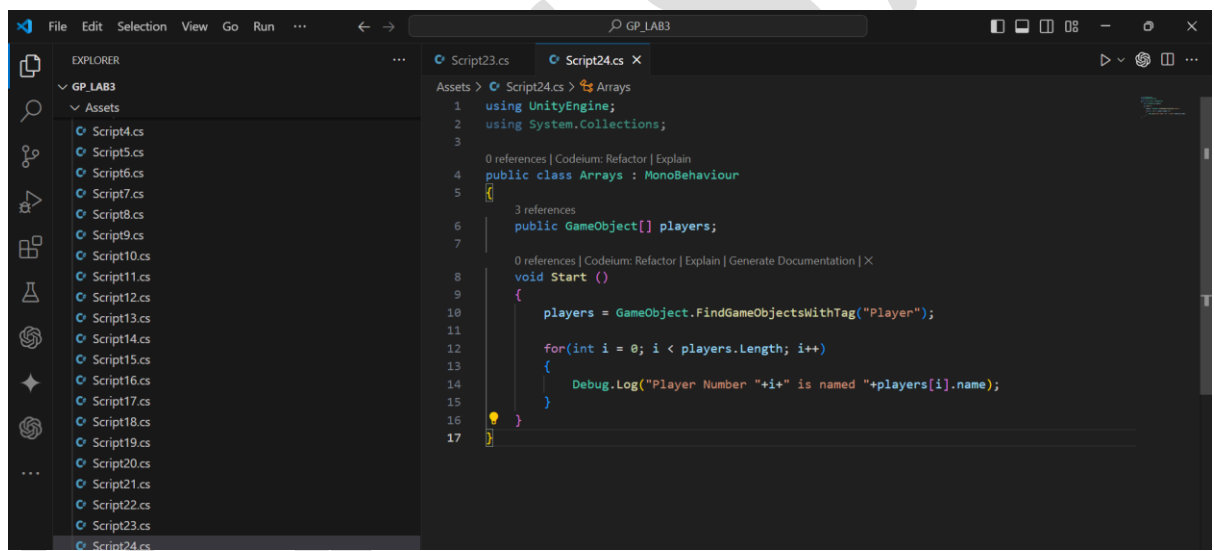 File Edit Selection View Go Run ··· ← → GP_LAB3
EXPLORER ···
GP_LAB3
Assets
Script4.cs
Script5.cs
Script6.cs
Script7.cs
Script8.cs
Script9.cs
Script10.cs
Script11.cs
Script12.cs
Script13.cs
Script14.cs
Script15.cs
Script16.cs
Script17.cs
Script18.cs
Script19.cs
Script20.cs
Script21.cs
Script22.cs
Script23.cs
Script24.cs
Script23.cs Script24.cs
Assets > Script24.cs > Arrays
1 using UnityEngine;
2 using System.Collections;
3
0 references | Codeium: Refactor | Explain
4 public class Arrays : MonoBehaviour
5 {
3 references
6 public GameObject[] players;
7
0 references | Codeium: Refactor | Explain | Generate Documentation | ×
8 void Start ()
9 {
10 players = GameObject.FindGameObjectsWithTag("Player");
11
12 for(int i = 0; i < players.Length; i++)
13 {
14 Debug.Log("Player Number "+i+" is named "+players[i].name);
15 }
16 }
17 }